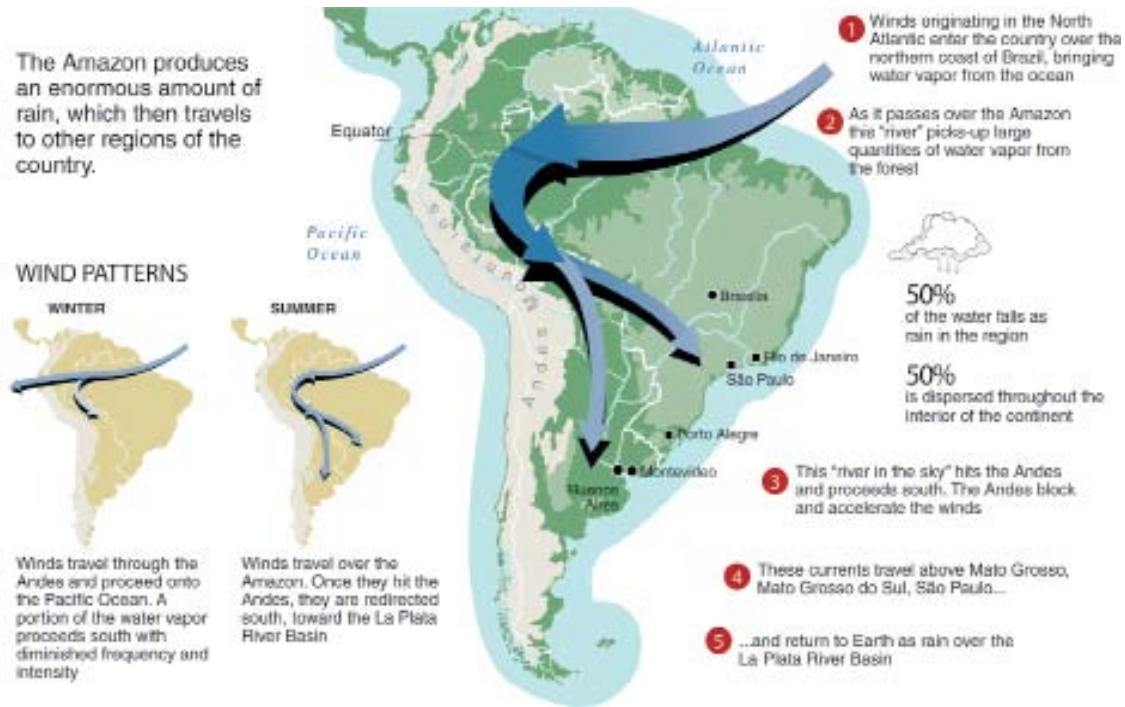 The Amazon produces
an enormous amount of
rain, which then travels
to other regions of the
country.
Atlantic
Ocean
Equator
Pacific
Ocean
Andes Mountains
Brasilia
Rio de Janeiro
São Paulo
Porto Alegre
Montevideo
Buenos
Aires
1
Winds originating in the North
Atlantic enter the country over the
northern coast of Brazil, bringing
water vapor from the ocean
2
As it passes over the Amazon
this "river" picks-up large
quantities of water vapor from
the forest
50%
of the water falls as
rain in the region
50%
is dispersed throughout the
interior of the continent
3
This "river in the sky" hits the Andes
and proceeds south. The Andes block
and accelerate the winds
4
These currents travel above Mato Grosso,
Mato Grosso do Sul, São Paulo...
5
...and return to Earth as rain over the
La Plata River Basin
WIND PATTERNS
WINTER
Winds travel through the
Andes and proceed onto
the Pacific Ocean. A
portion of the water vapor
proceeds south with
diminished frequency and
intensity
SUMMER
Winds travel over the
Amazon. Once they hit the
Andes, they are redirected
south, toward the La Plata
River Basin